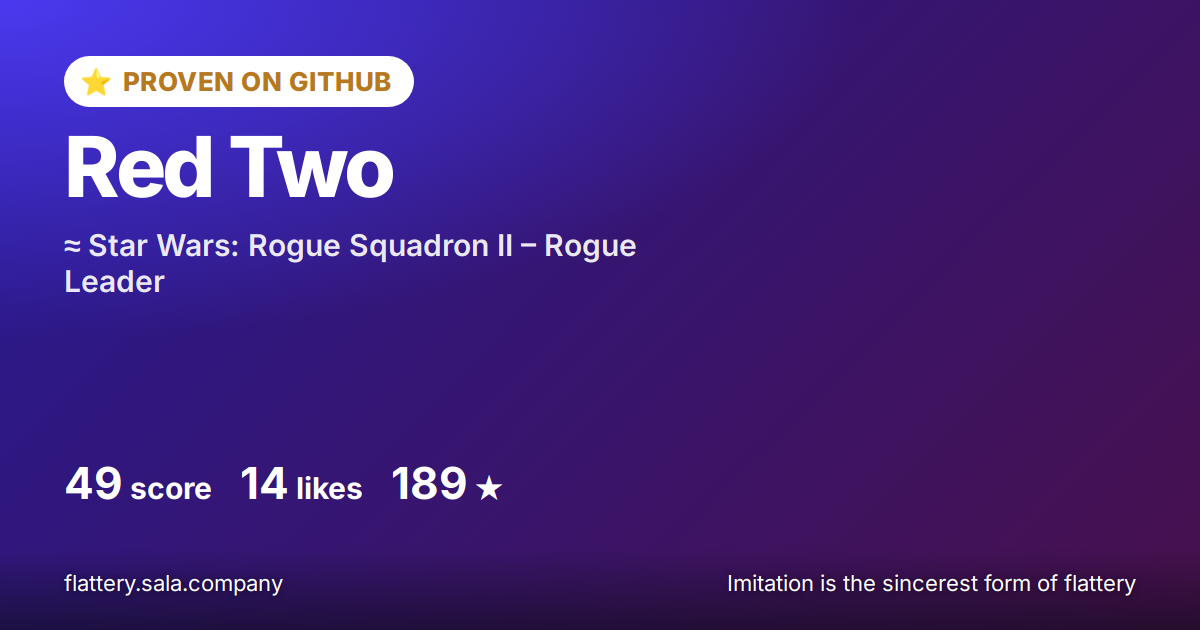 ⭐ PROVEN ON GITHUB
Red Two
≈ Star Wars: Rogue Squadron II – Rogue
Leader
49 score 14 likes 189 ★
flattery.sala.company
Imitation is the sincerest form of flattery